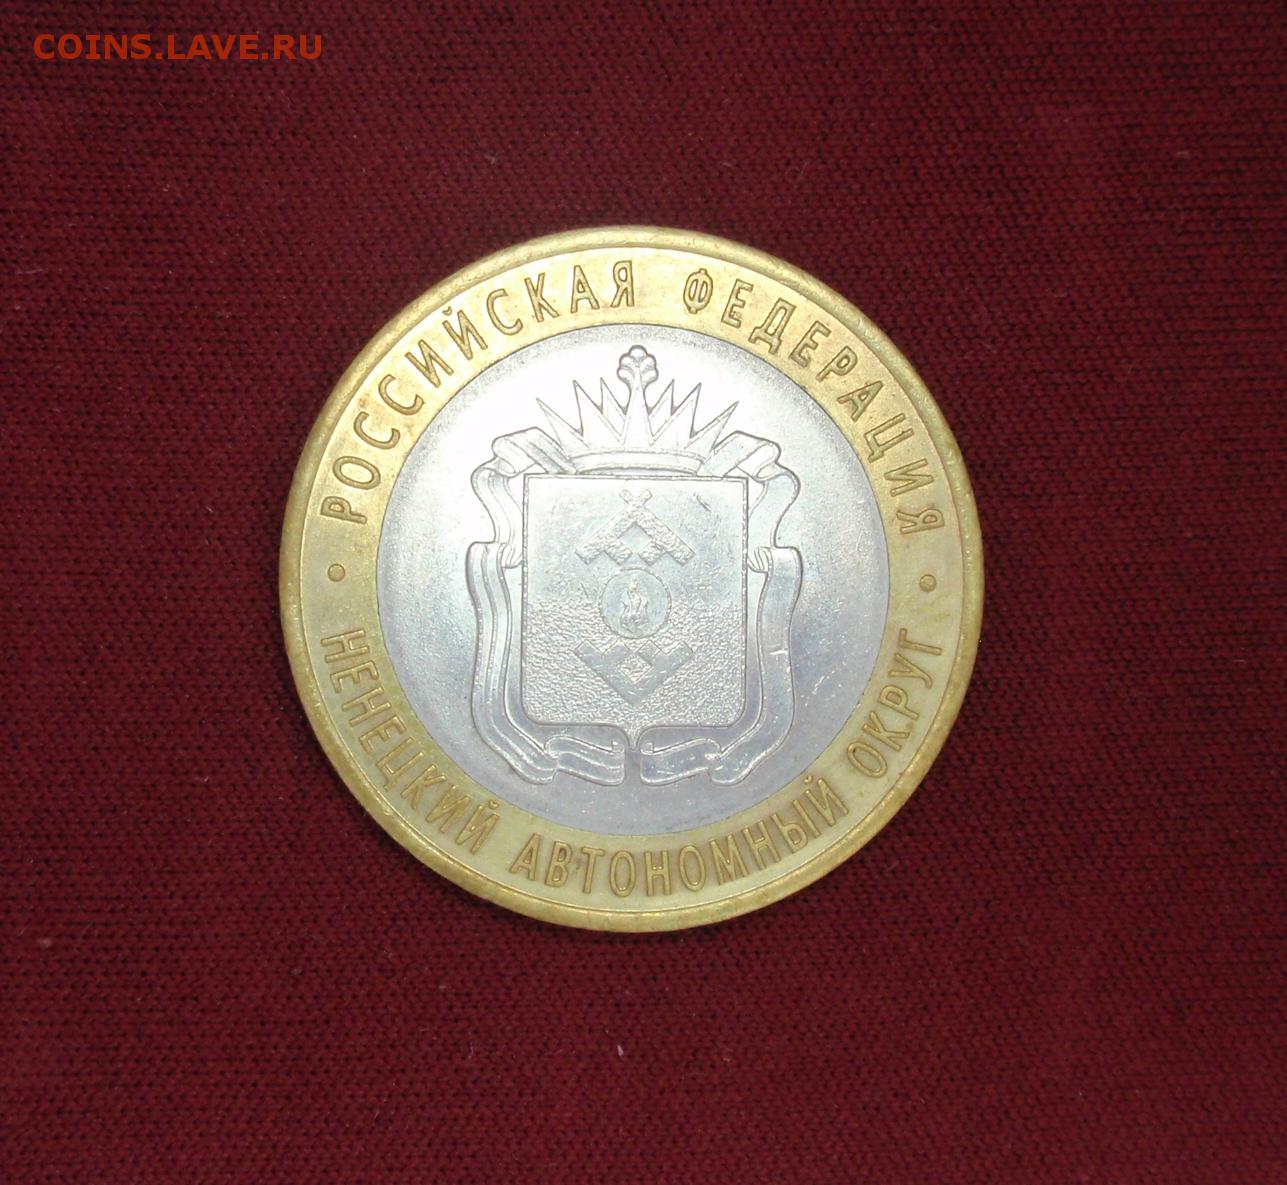 COINS.LAVE.RU
РОССИЙСКАЯ ФЕДЕРАЦИЯ
НЕНЕЦКИЙ АВТОНОМНЫЙ ОКРУГ